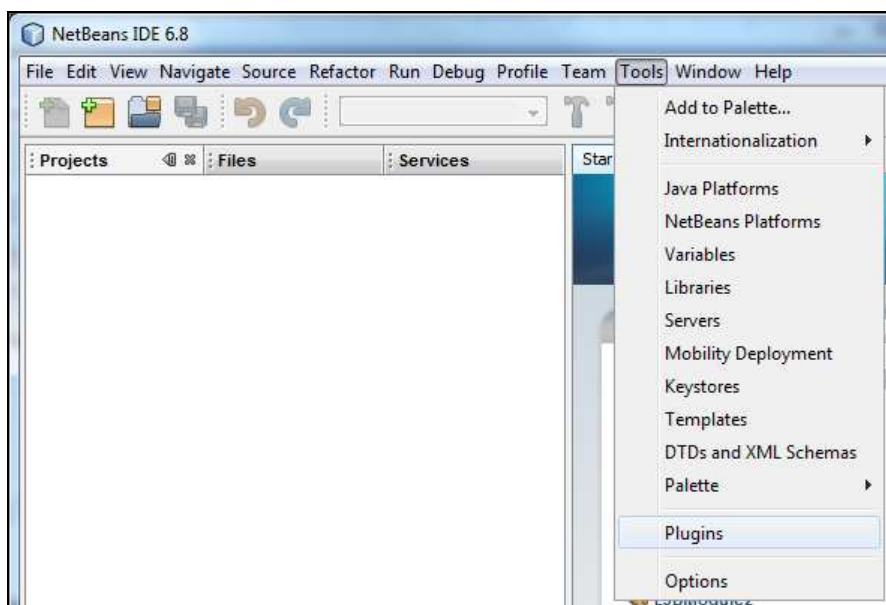 NetBeans IDE 6.8
File Edit View Navigate Source Refactor Run Debug Profile Team Tools Window Help
Projects Files Services Star
Add to Palette...
Internationalization
Java Platforms
NetBeans Platforms
Variables
Libraries
Servers
Mobility Deployment
Keystores
Templates
DTDs and XML Schemas
Palette
Plugins
Options